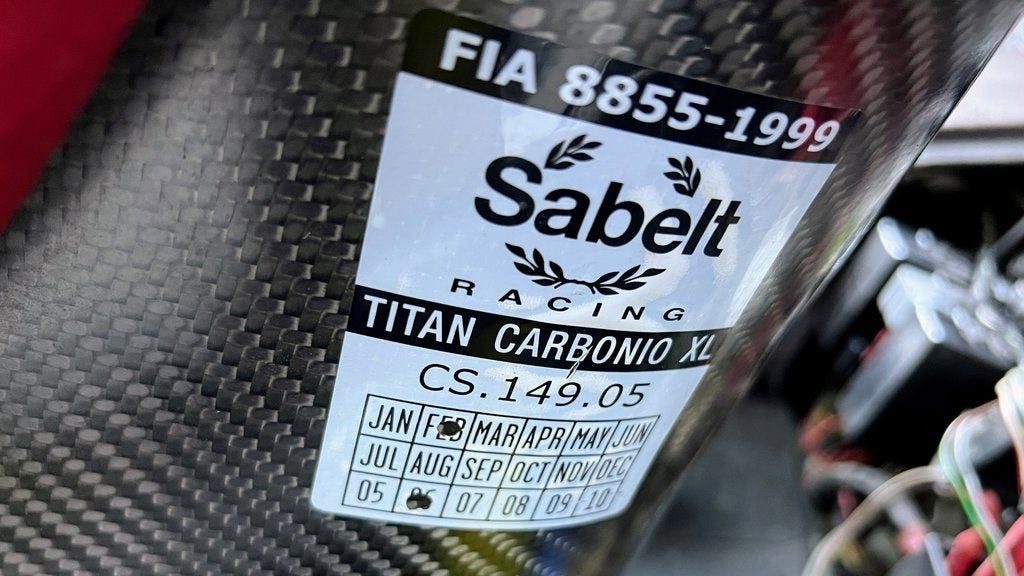 FIA 8855-1999
Sabelt
RACING
TITAN CARBONIO XL
CS.149.05
JAN FEB MAR APR MAY JUN
JUL AUG SEP OCT NOV DEC
05 06 07 08 09 10